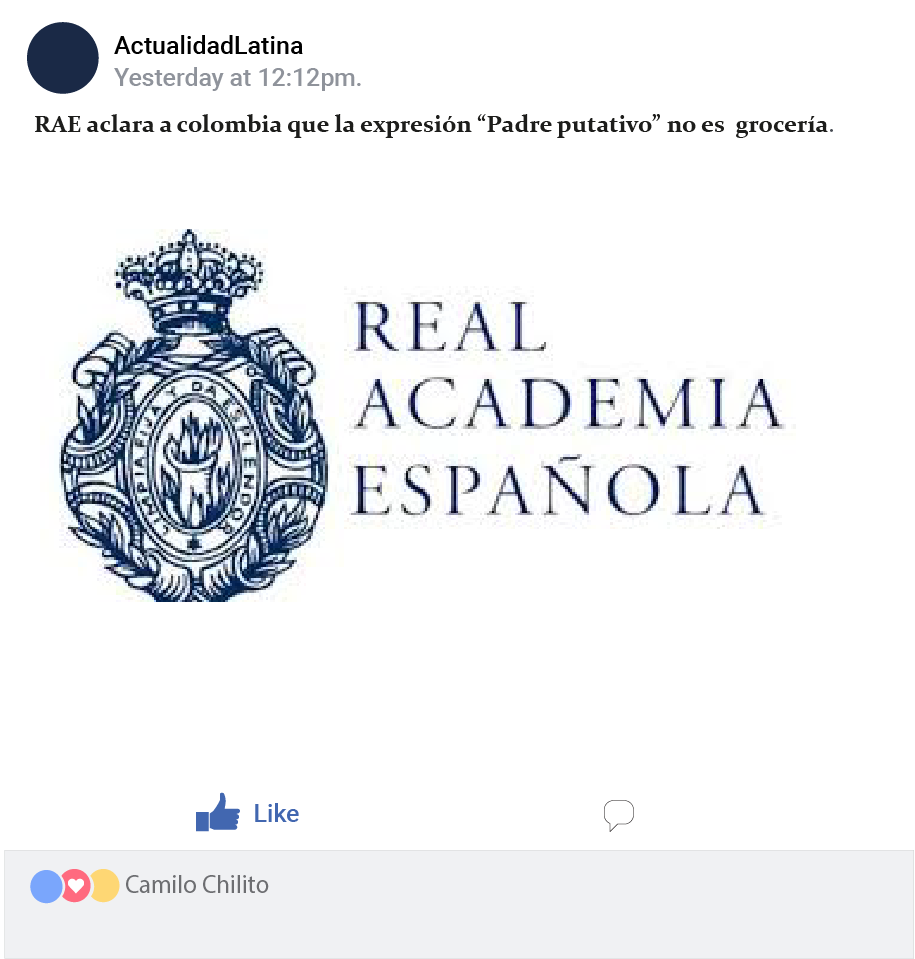 ActualidadLatina
Yesterday at 12:12pm.
RAE aclara a colombia que la expresión “Padre putativo” no es  grocería.
LIMPIA FIJA Y DA ESPLENDOR
REAL
ACADEMIA
ESPAÑOLA
Like
Camilo Chilito